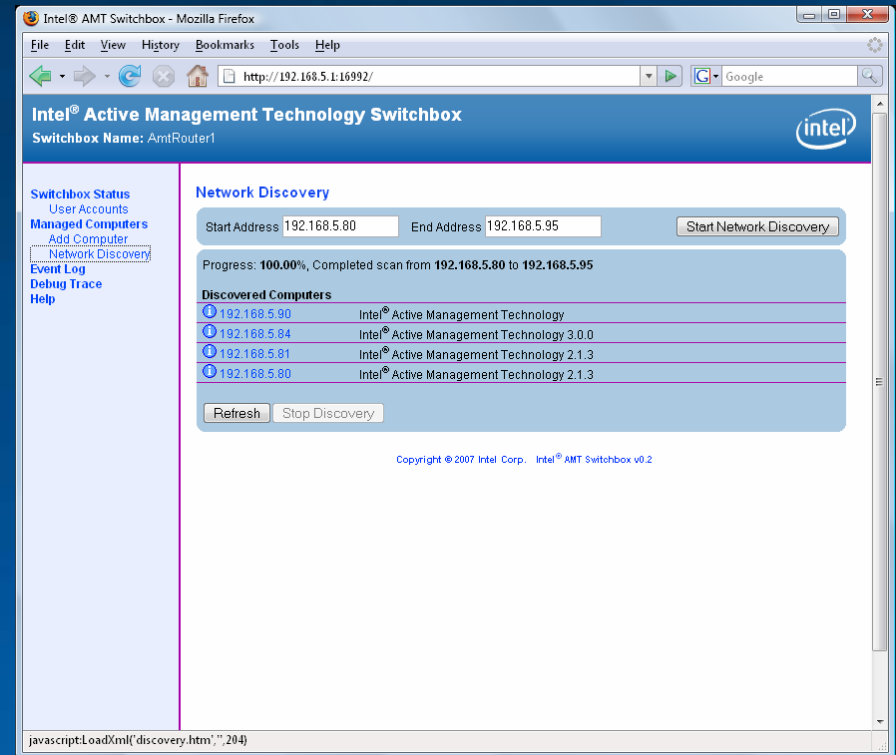 Intel® AMT Switchbox - Mozilla Firefox
File Edit View History Bookmarks Tools Help
http://192.168.5.1:16992/ G Google
Intel® Active Management Technology Switchbox
Switchbox Name: AmtRouter1
intel
Switchbox Status
User Accounts
Managed Computers
Add Computer
Network Discovery
Event Log
Debug Trace
Help
Network Discovery
Start Address 192.168.5.80 End Address 192.168.5.95 Start Network Discovery
Progress: 100.00%, Completed scan from 192.168.5.80 to 192.168.5.95
Discovered Computers
192.168.5.90 Intel® Active Management Technology
192.168.5.84 Intel® Active Management Technology 3.0.0
192.168.5.81 Intel® Active Management Technology 2.1.3
192.168.5.80 Intel® Active Management Technology 2.1.3
Refresh Stop Discovery
Copyright © 2007 Intel Corp. Intel® AMT Switchbox v0.2
javascript:LoadXml('discovery.htm','',204)